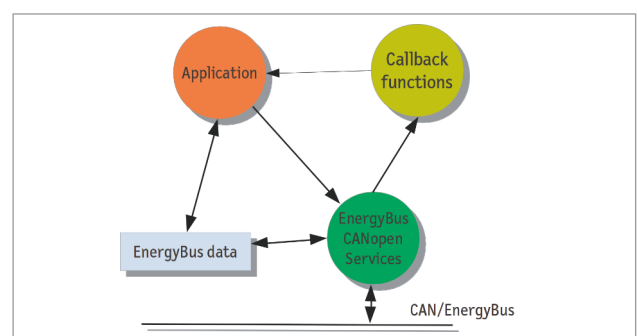 Application
Callback
functions
EnergyBus
CANopen
Services
EnergyBus data
CAN/EnergyBus